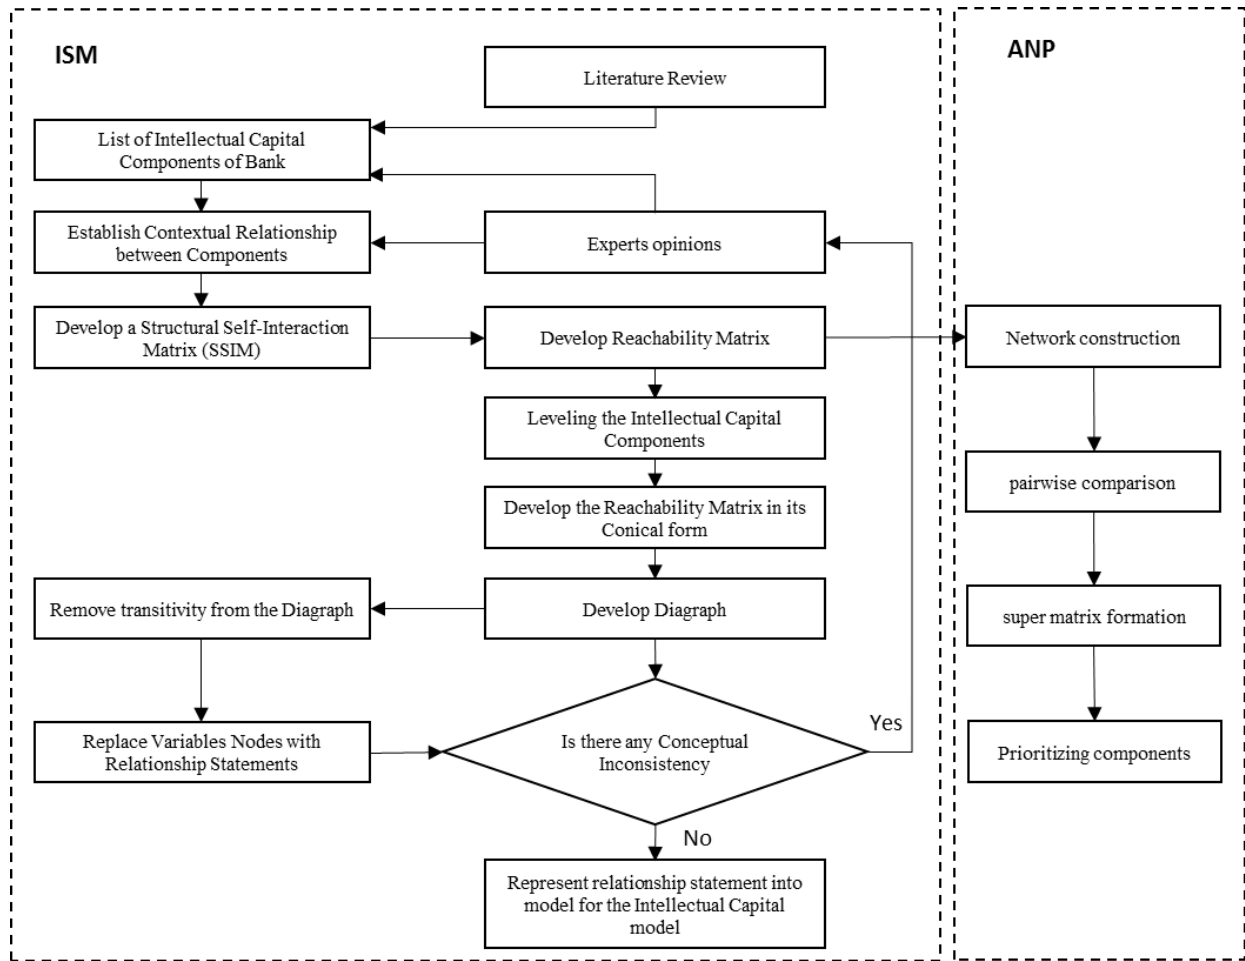 ISM
ANP
Literature Review
List of Intellectual Capital
Components of Bank
Establish Contextual Relationship
between Components
Experts opinions
Develop a Structural Self-Interaction
Matrix (SSIM)
Develop Reachability Matrix
Network construction
Leveling the Intellectual Capital
Components
pairwise comparison
Develop the Reachability Matrix in its
Conical form
Remove transitivity from the Diagraph
Develop Diagraph
super matrix formation
Yes
Replace Variables Nodes with
Relationship Statements
Is there any Conceptual
Inconsistency
Prioritizing components
No
Represent relationship statement into
model for the Intellectual Capital
model